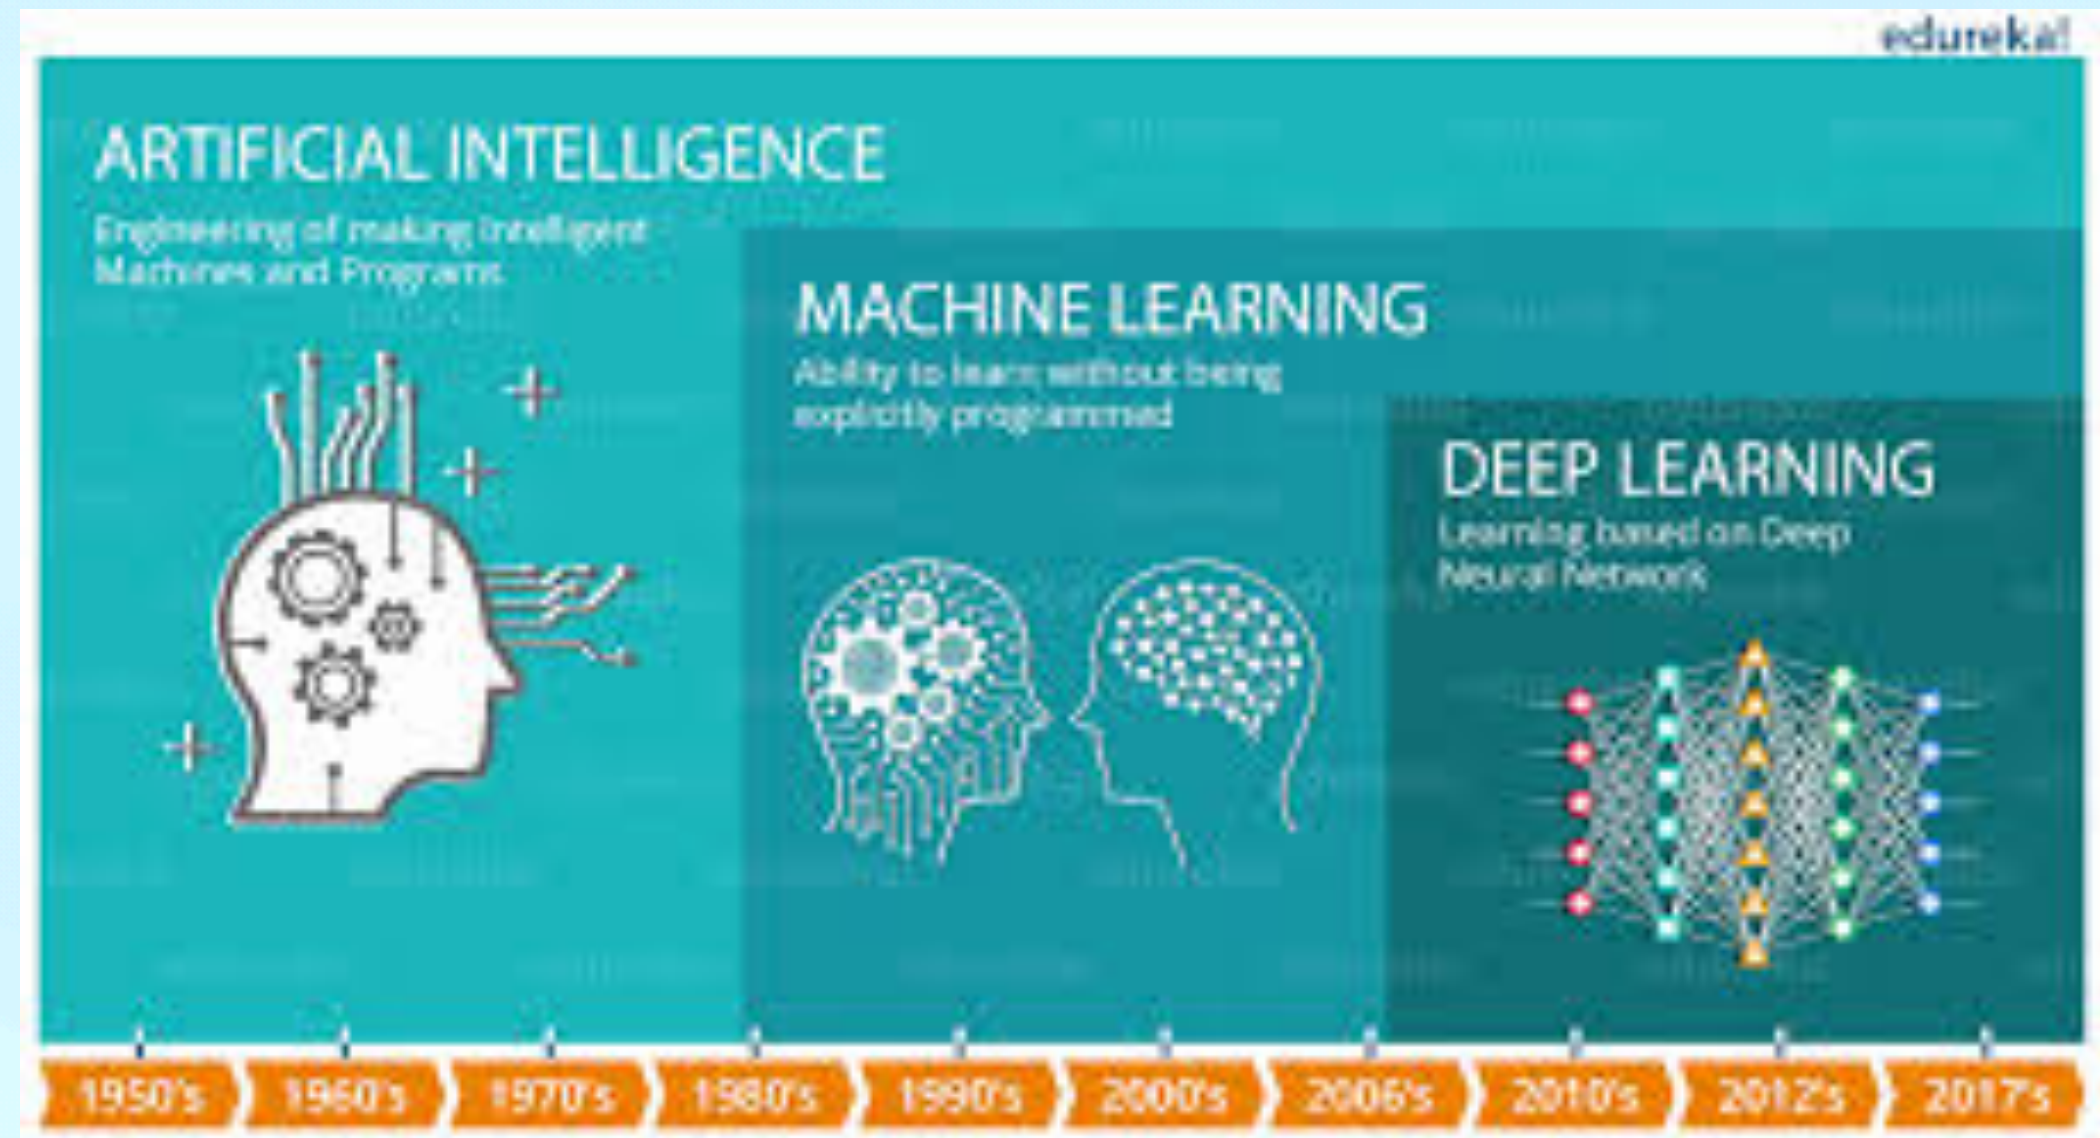 edureka!
ARTIFICIAL INTELLIGENCE
Engineering of making Intelligent
Machines and Programs
MACHINE LEARNING
Ability to learn without being
explicitly programmed
DEEP LEARNING
Learning based on Deep
Neural Network
1950's 1960's 1970's 1980's 1990's 2000's 2006's 2010's 2012's 2017's